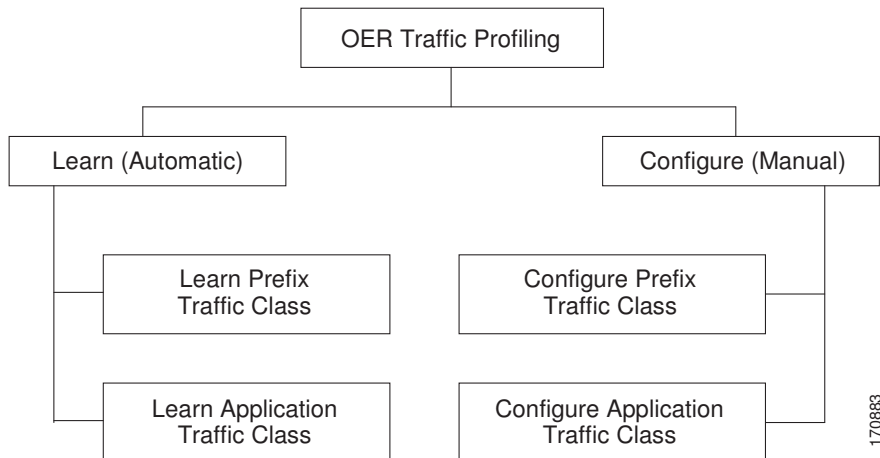 OER Traffic Profiling
Learn (Automatic)
Configure (Manual)
Learn Prefix
Traffic Class
Configure Prefix
Traffic Class
Learn Application
Traffic Class
Configure Application
Traffic Class
170883